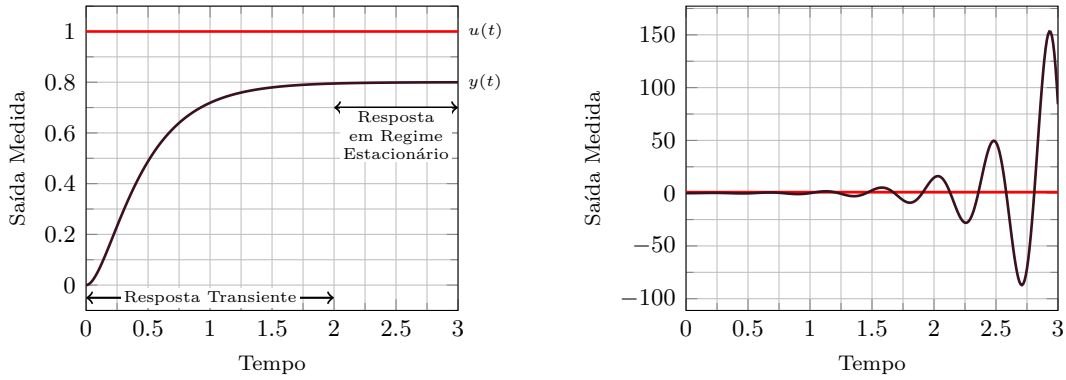 1
0.8
0.6
0.4
0.2
0
Saída Medida
u(t)
y(t)
Resposta
em Regime
Estacionário
Resposta Transiente
0 0.5 1 1.5 2 2.5 3
Tempo
150
100
50
0
−50
−100
Saída Medida
0 0.5 1 1.5 2 2.5 3
Tempo